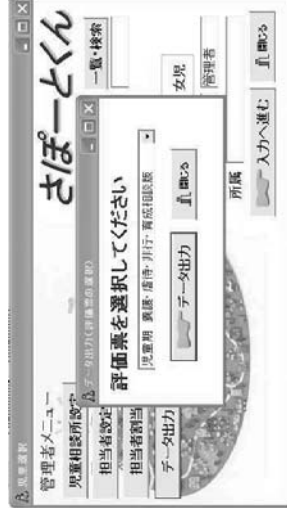 児童選択
さぽーとくん
管理者メニュー
一覧・検索
児童相談所設定
担当者設定
担当者割当
データ出力
女児
管理者
所属
入力へ進む
閉じる
データ出力(評価票の選択)
評価票を選択してください
児童期 養護・虐待・非行・育成相談版
データ出力
閉じる